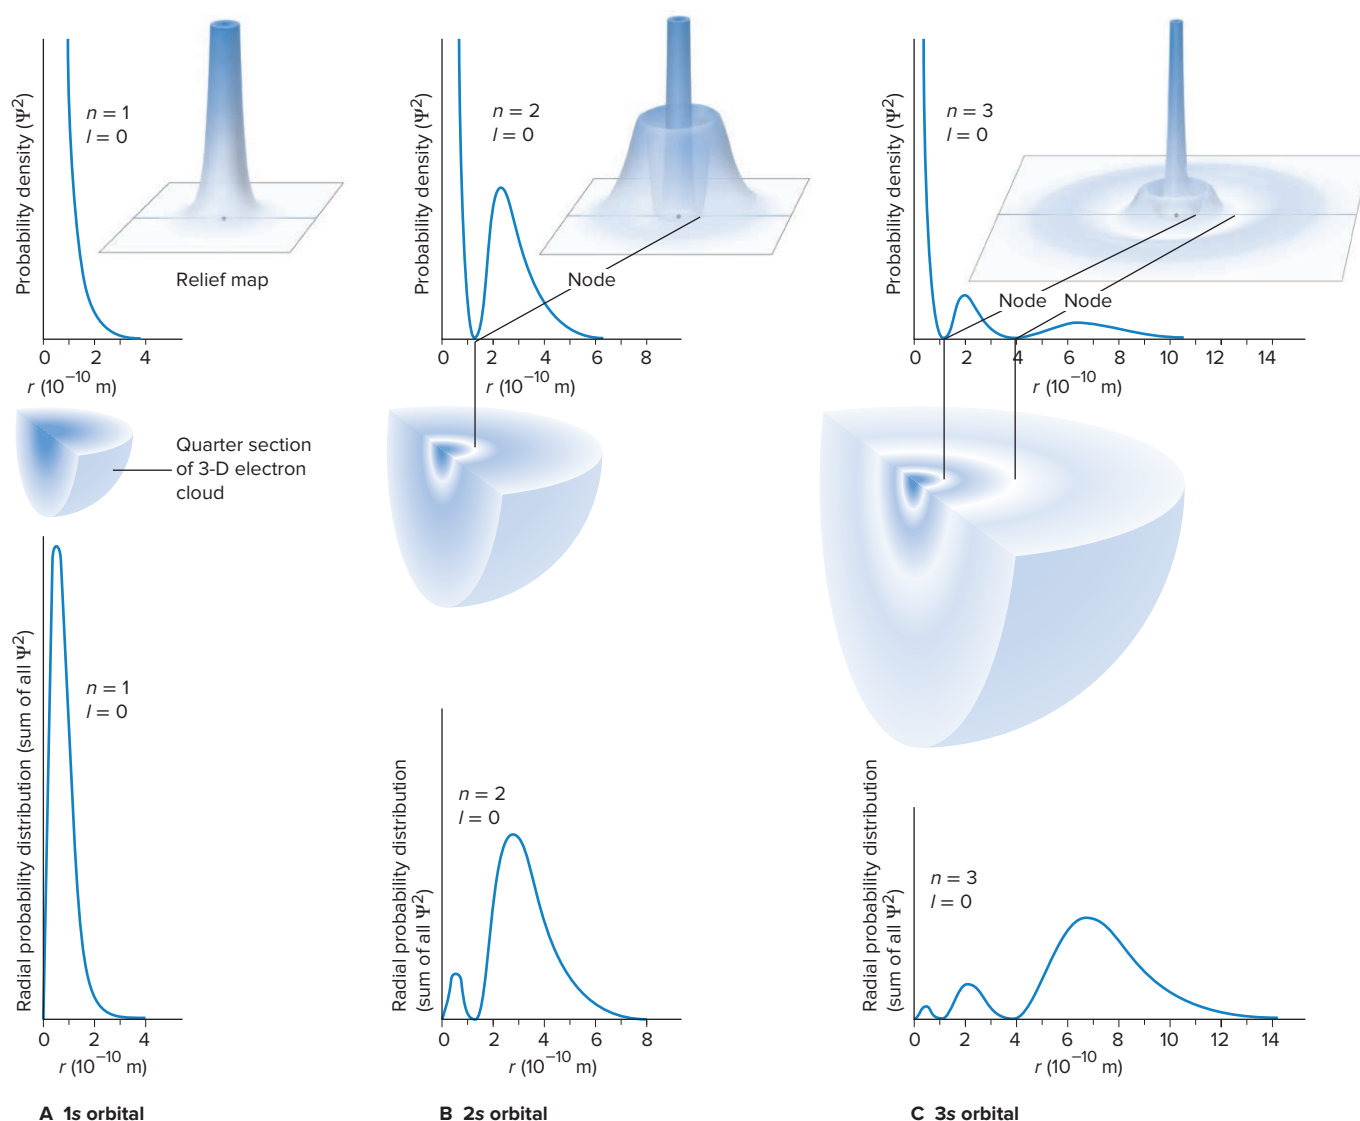 Probability density (Ψ²)
n = 1
l = 0
Relief map
0 2 4
r (10⁻¹⁰ m)
Probability density (Ψ²)
n = 2
l = 0
Node
0 2 4 6 8
r (10⁻¹⁰ m)
Probability density (Ψ²)
n = 3
l = 0
Node Node
0 2 4 6 8 10 12 14
r (10⁻¹⁰ m)
Quarter section
of 3-D electron
cloud
Radial probability distribution (sum of all Ψ²)
n = 1
l = 0
0 2 4
r (10⁻¹⁰ m)
Radial probability distribution
(sum of all Ψ²)
n = 2
l = 0
0 2 4 6 8
r (10⁻¹⁰ m)
Radial probability distribution
(sum of all Ψ²)
n = 3
l = 0
0 2 4 6 8 10 12 14
r (10⁻¹⁰ m)
A 1s orbital
B 2s orbital
C 3s orbital